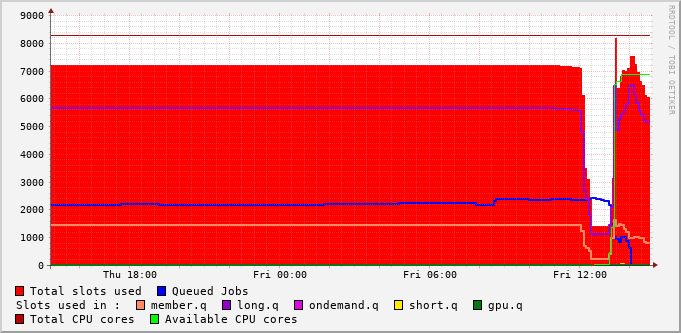 9000
8000
7000
6000
5000
4000
3000
2000
1000
0
Thu 18:00 Fri 00:00 Fri 06:00 Fri 12:00
RRDTOOL / TOBI OETIKER
Total slots used Queued Jobs
Slots used in : member.q long.q ondemand.q short.q gpu.q
Total CPU cores Available CPU cores